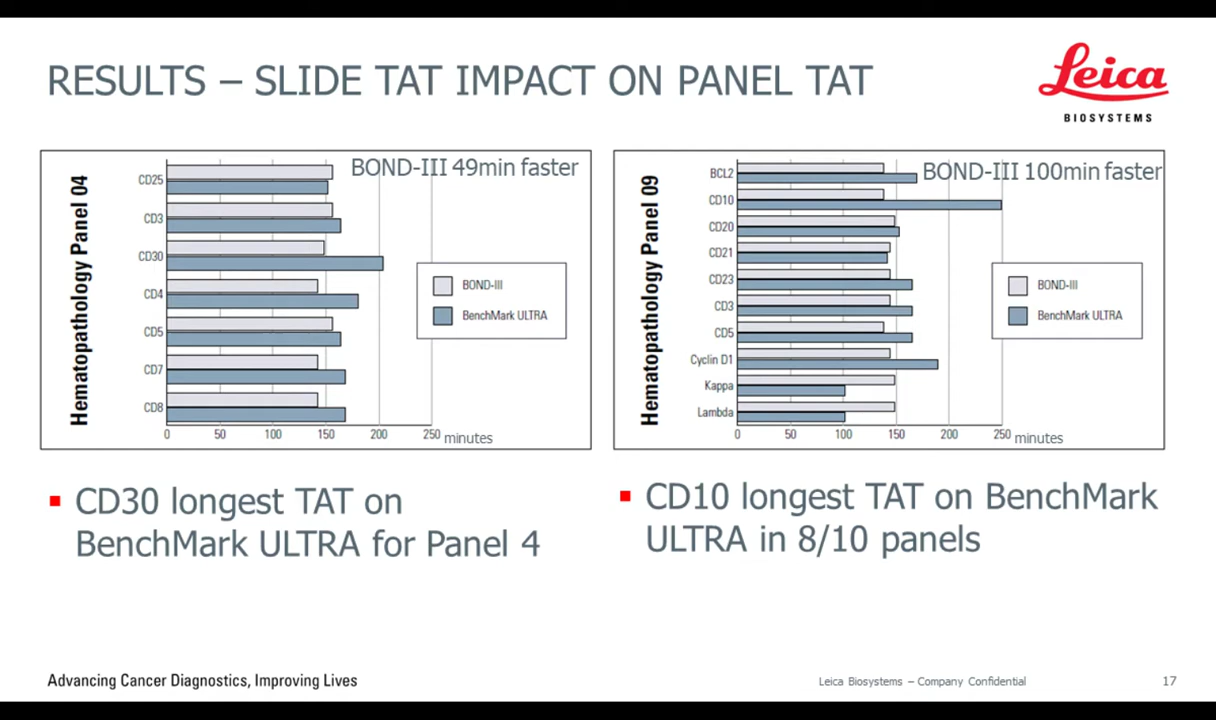 RESULTS – SLIDE TAT IMPACT ON PANEL TAT
Leica
BIOSYSTEMS
Hematopathology Panel 04
BOND-III 49min faster
CD25
CD3
CD30
CD4
CD5
CD7
CD8
0 50 100 150 200 250 minutes
BOND-III
BenchMark ULTRA
Hematopathology Panel 09
BOND-III 100min faster
BCL2
CD10
CD20
CD21
CD23
CD3
CD5
Cyclin D1
Kappa
Lambda
0 50 100 150 200 250 minutes
BOND-III
BenchMark ULTRA
CD30 longest TAT on
BenchMark ULTRA for Panel 4
CD10 longest TAT on BenchMark
ULTRA in 8/10 panels
Advancing Cancer Diagnostics, Improving Lives
Leica Biosystems – Company Confidential
17